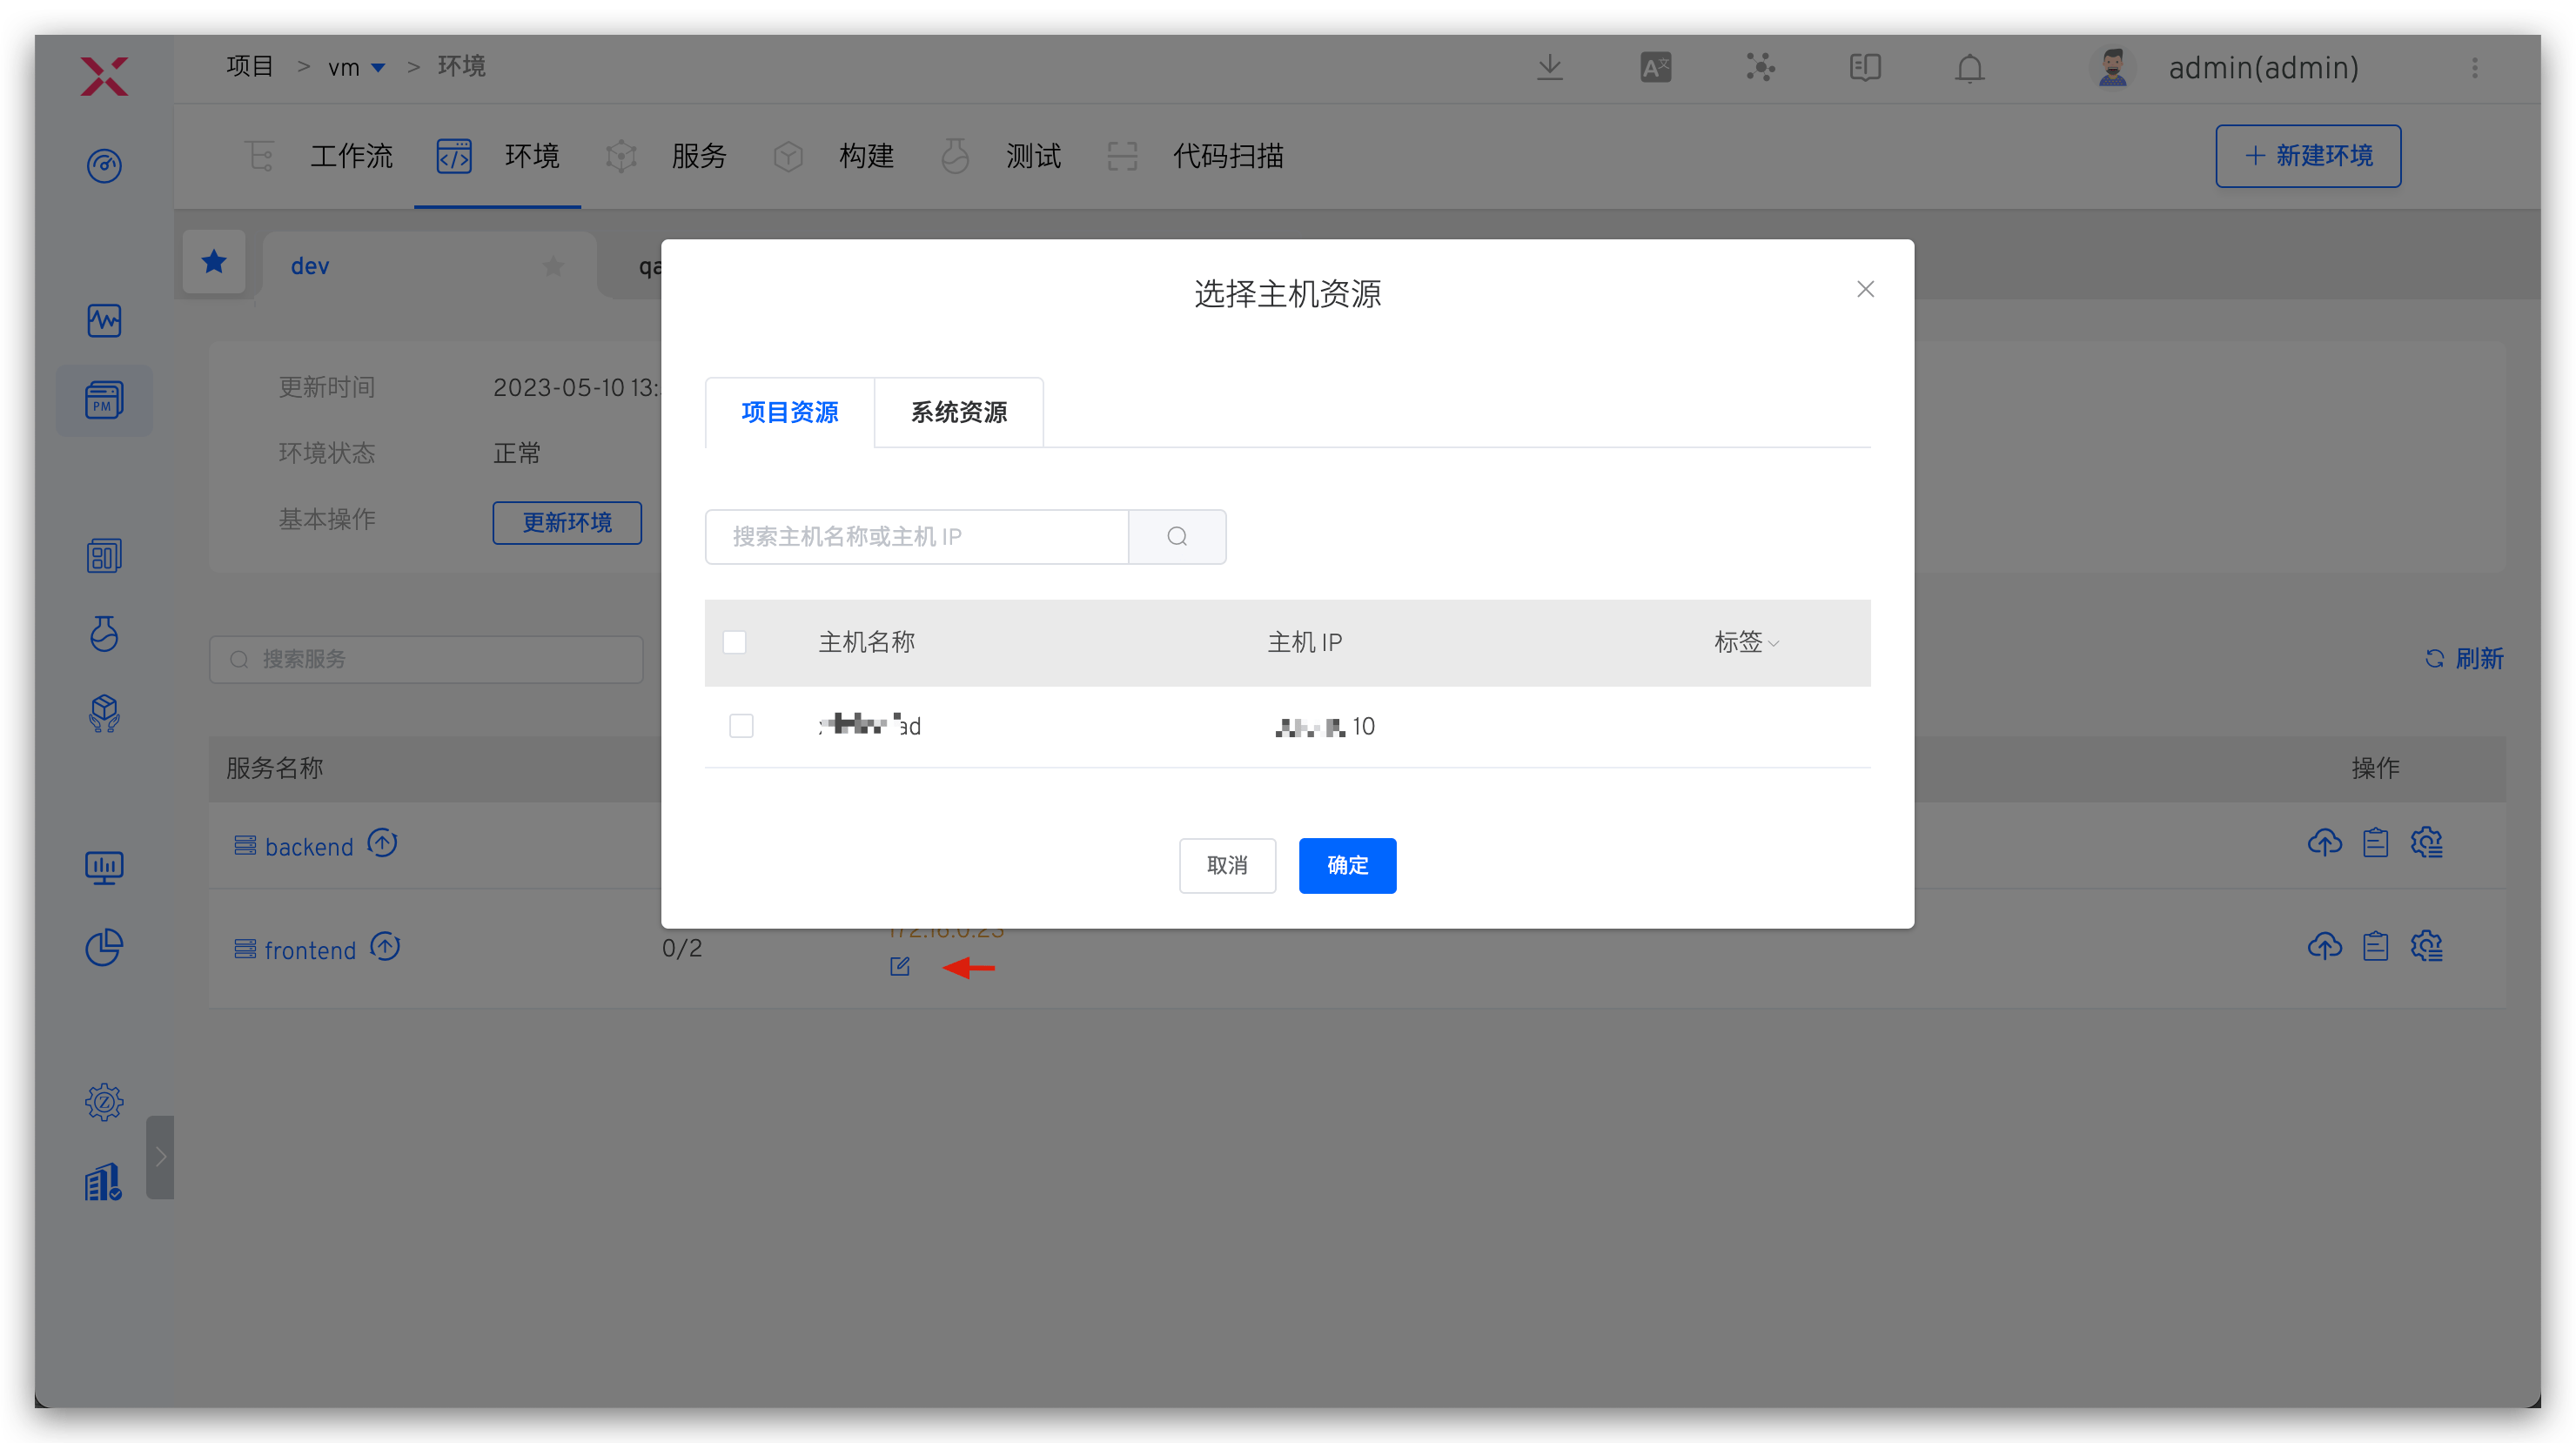 项目 > vm > 环境
admin(admin)
工作流 环境 服务 构建 测试 代码扫描
+ 新建环境
dev
qa
选择主机资源
更新时间 2023-05-10 13:
环境状态 正常
基本操作 更新环境
项目资源 系统资源
搜索主机名称或主机 IP
主机名称 主机 IP 标签
ad 10
取消 确定
搜索服务
刷新
服务名称 操作
PM
backend
frontend 0/2
172.16.0.23